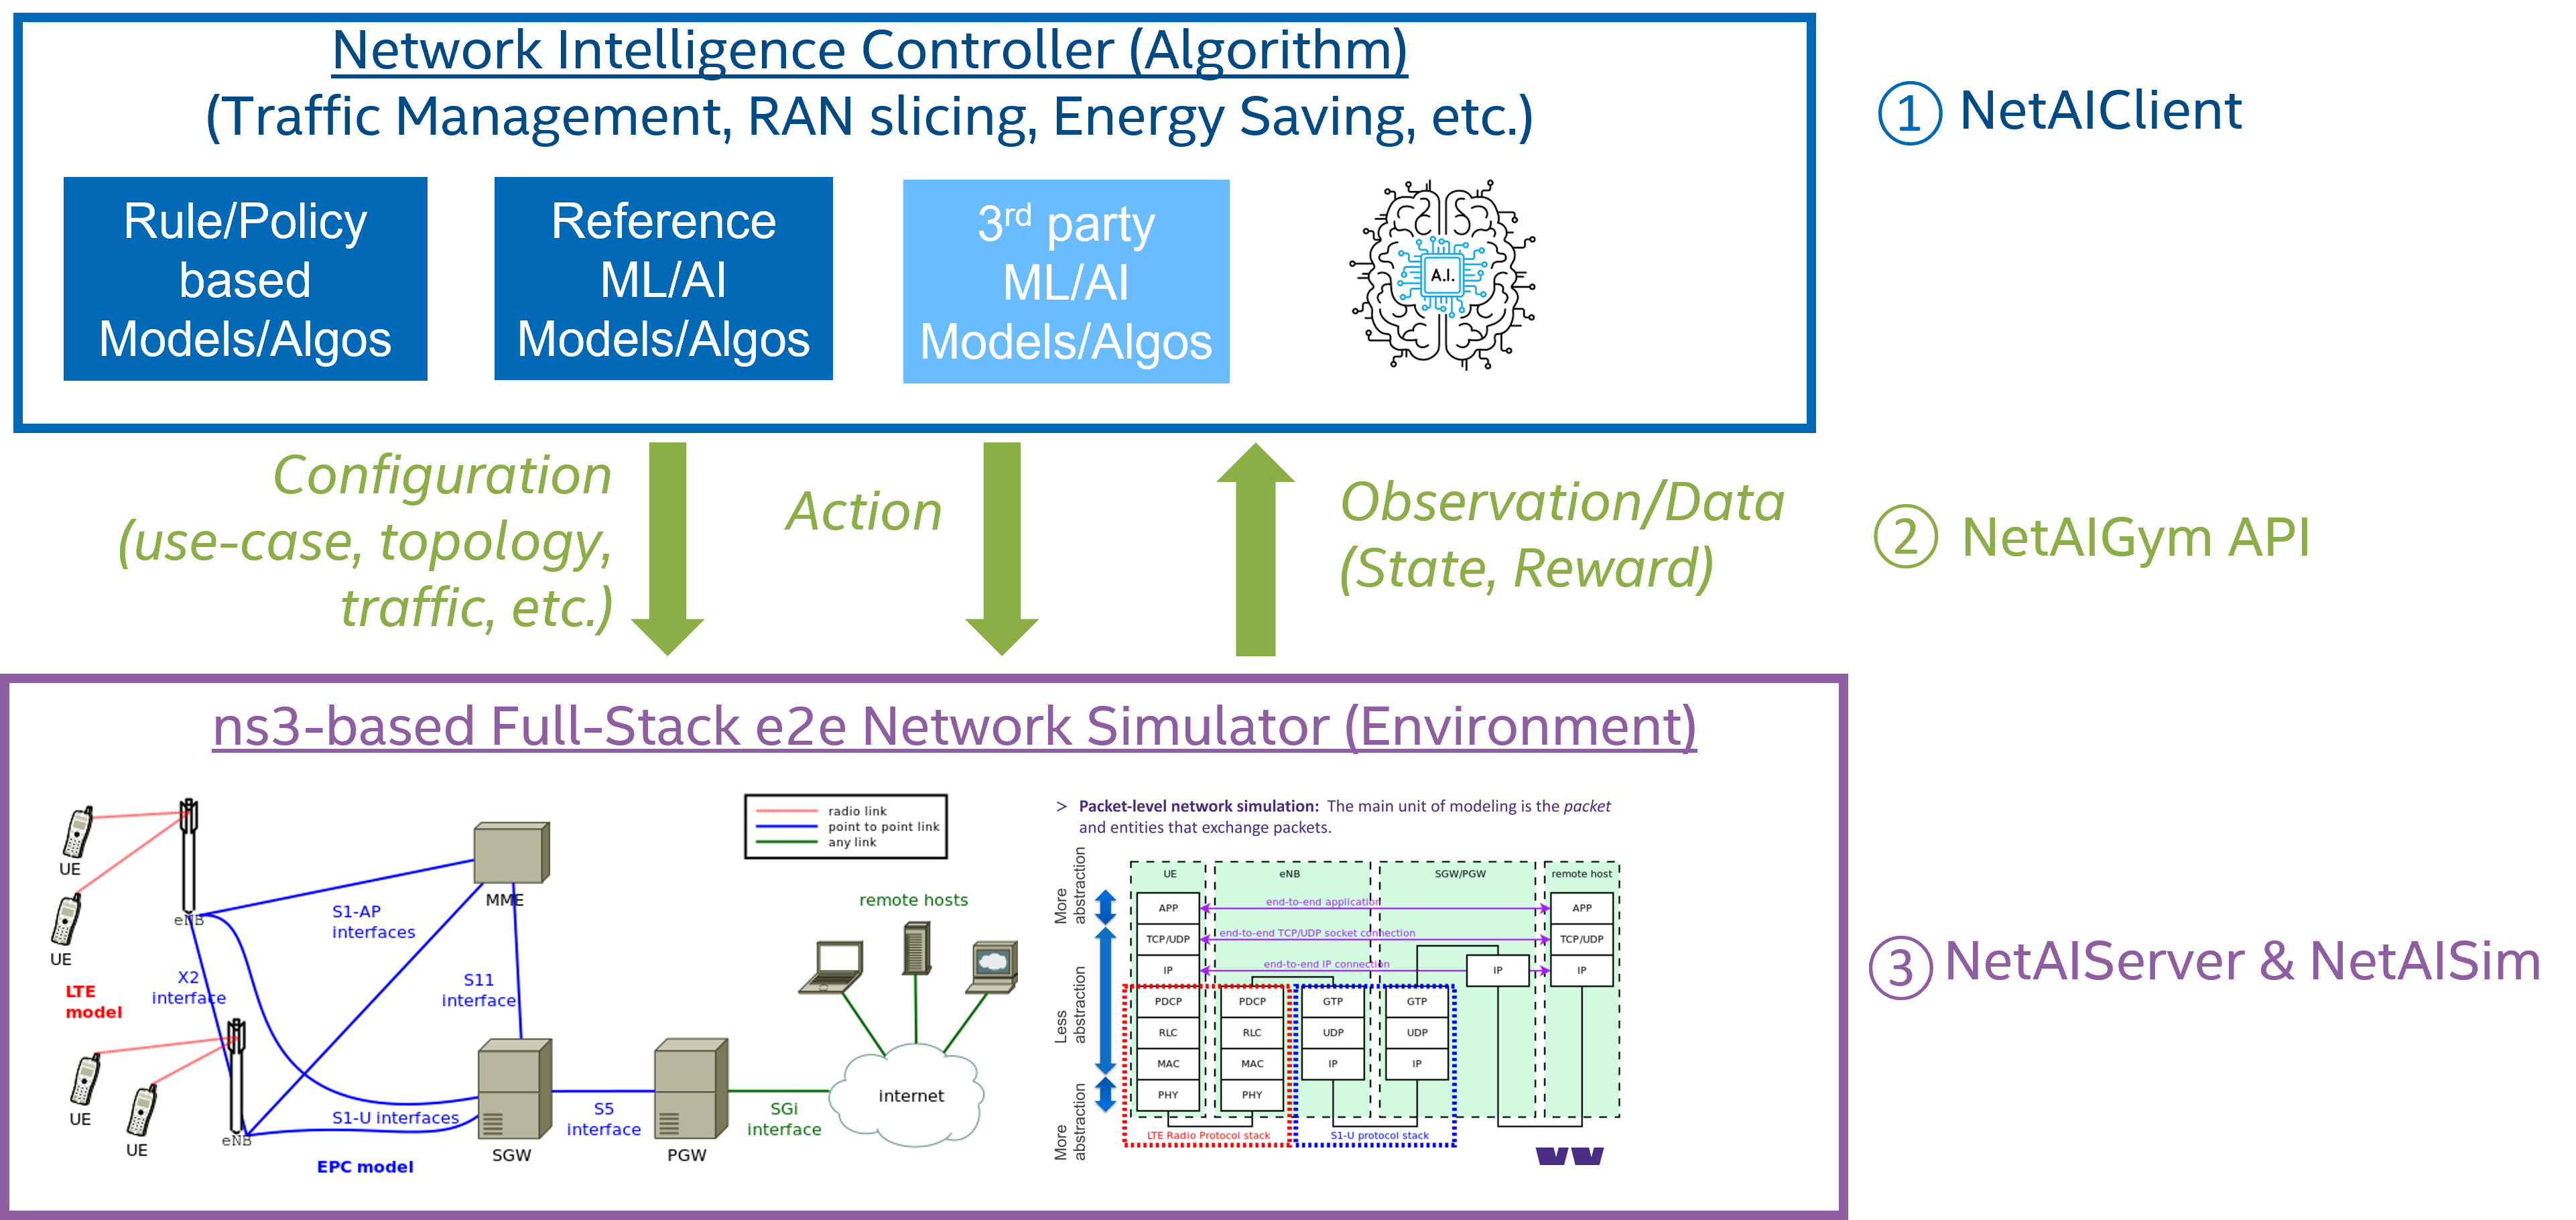 Network Intelligence Controller (Algorithm)
(Traffic Management, RAN slicing, Energy Saving, etc.)
① NetAIClient
Rule/Policy
based
Models/Algos
Reference
ML/AI
Models/Algos
3rd party
ML/AI
Models/Algos
A.I.
Configuration
(use-case, topology,
traffic, etc.)
Action
Observation/Data
(State, Reward)
② NetAIGym API
ns3-based Full-Stack e2e Network Simulator (Environment)
③ NetAIServer & NetAISim
UE
UE
eNB
LTE
model
X2
interface
UE
UE
eNB
S1-AP
interfaces
MME
S11
interface
S1-U interfaces
EPC model
SGW
S5
interface
PGW
SGi
interface
internet
remote hosts
radio link
point to point link
any link
> Packet-level network simulation: The main unit of modeling is the packet
and entities that exchange packets.
More
abstraction
Less
abstraction
More
abstraction
UE
eNB
SGW/PGW
remote host
APP
end-to-end application
APP
TCP/UDP
end-to-end TCP/UDP socket connection
TCP/UDP
IP
end-to-end IP connection
IP
IP
PDCP
PDCP
GTP
GTP
RLC
RLC
UDP
UDP
MAC
MAC
IP
IP
PHY
PHY
LTE Radio Protocol stack
S1-U protocol stack